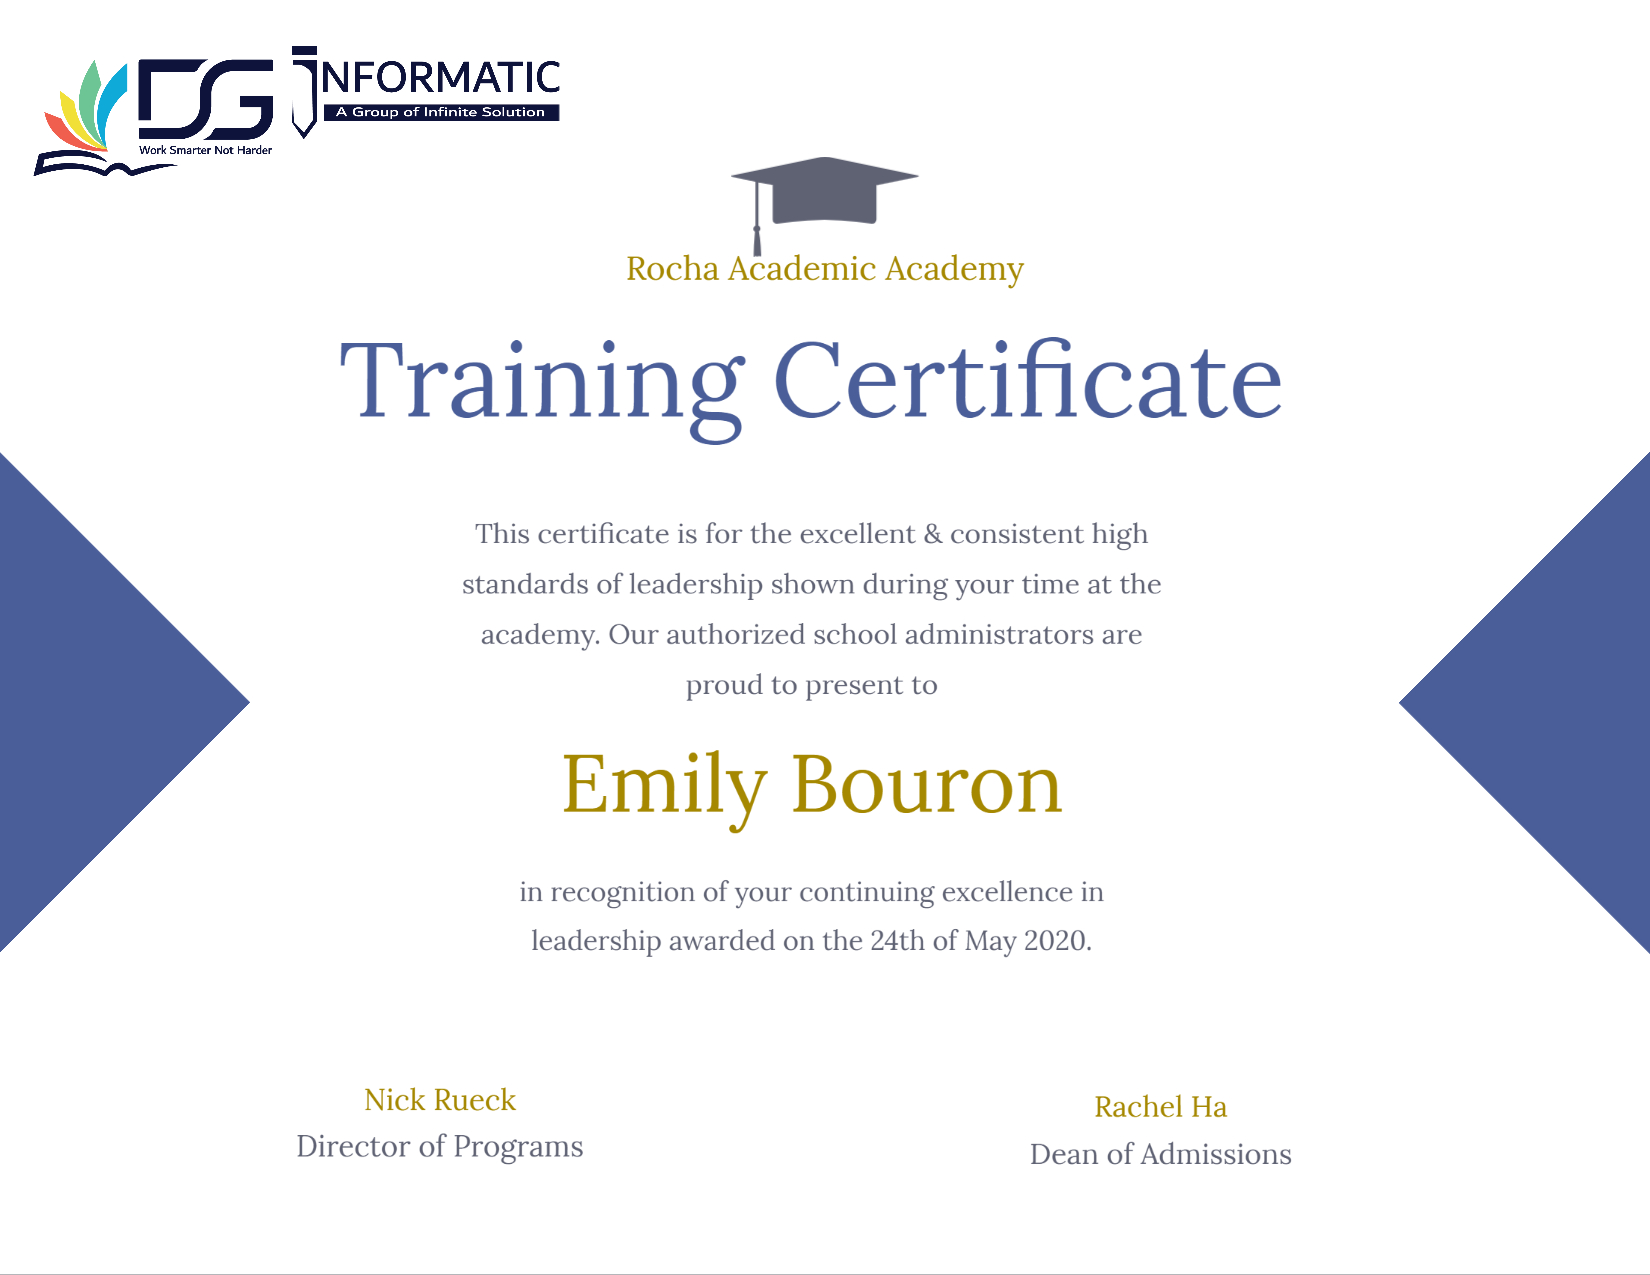 DG
Work Smarter Not Harder
INFORMATIC
A Group of Infinite Solution
Rocha Academic Academy
Training Certificate
This certificate is for the excellent & consistent high
standards of leadership shown during your time at the
academy. Our authorized school administrators are
proud to present to
Emily Bouron
in recognition of your continuing excellence in
leadership awarded on the 24th of May 2020.
Nick Rueck
Director of Programs
Rachel Ha
Dean of Admissions